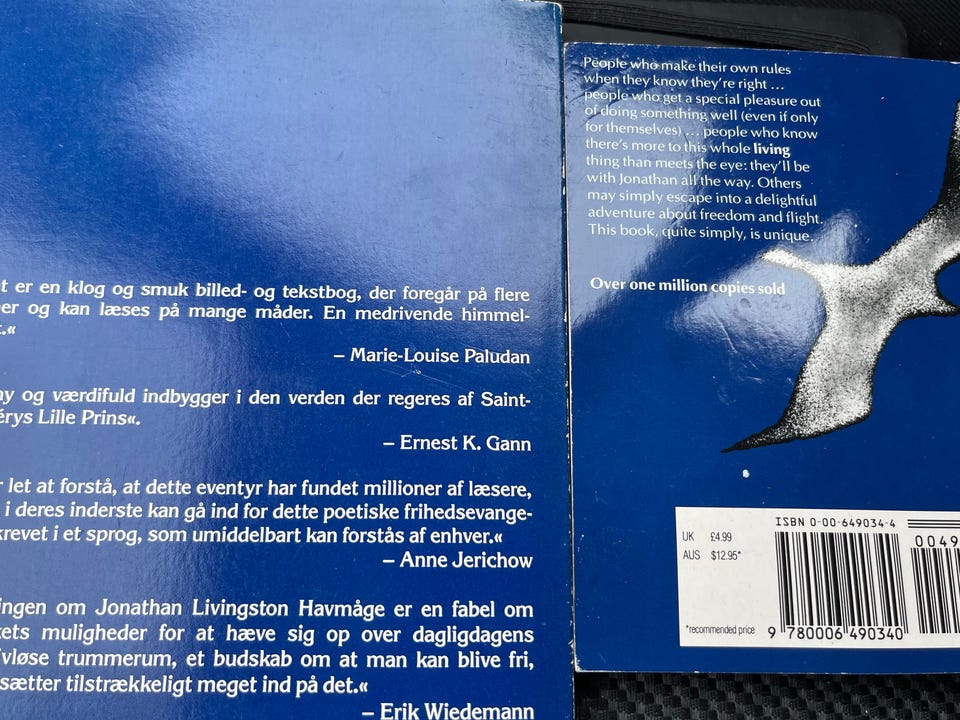 t er en klog og smuk billed- og tekstbog, der foregår på flere
er og kan læses på mange måder. En medrivende himmel-
t.«
– Marie-Louise Paludan
ny og værdifuld indbygger i den verden der regeres af Saint-
érys Lille Prins«.
– Ernest K. Gann
r let at forstå, at dette eventyr har fundet millioner af læsere,
i deres inderste kan gå ind for dette poetiske frihedsevange-
krevet i et sprog, som umiddelbart kan forstås af enhver.«
– Anne Jerichow
ingen om Jonathan Livingston Havmåge er en fabel om
kets muligheder for at hæve sig op over dagligdagens
ivløse trummerum, et budskab om at man kan blive fri,
sætter tilstrækkeligt meget ind på det.«
– Erik Wiedemann
People who make their own rules
when they know they're right ...
people who get a special pleasure out
of doing something well (even if only
for themselves) ... people who know
there's more to this whole living
thing than meets the eye: they'll be
with Jonathan all the way. Others
may simply escape into a delightful
adventure about freedom and flight.
This book, quite simply, is unique.
Over one million copies sold
ISBN 0-00-649034-4
UK £4.99
AUS $12.95*
0049
*recommended price
9 780006 490340